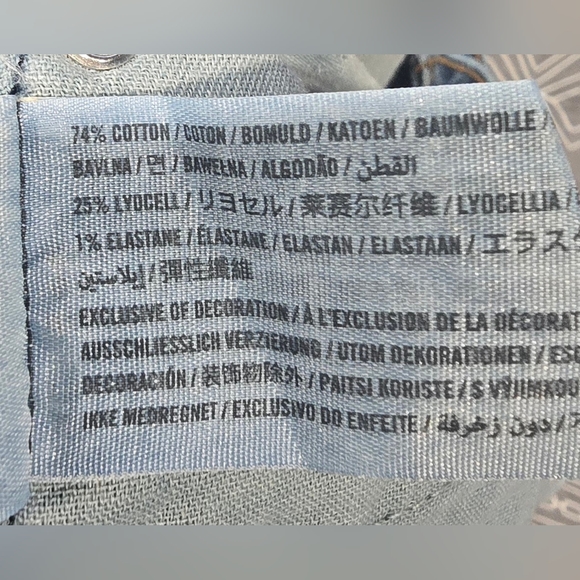 74% COTTON / COTON / BOMULD / KATOEN / BAUMWOLLE /
BAVLNA / 면 / BAWEŁNA / ALGODÃO / القطن
25% LYOCELL / リヨセル / 莱赛尔纤维 / LYOCELLIA /
1% ELASTANE / ÉLASTANE / ELASTAN / ELASTAAN / エラス
إيلاستين / 彈性纖維
EXCLUSIVE OF DECORATION / À L'EXCLUSION DE LA DÉCORAT
AUSSCHLIESSLICH VERZIERUNG / UTOM DEKORATIONEN / ES
DECORACIÓN / 装饰物除外 / PAITSI KORISTE / S VÝJIMKOU
IKKE MEDREGNET / EXCLUSIVO DO ENFEITE / دون زخرفة /